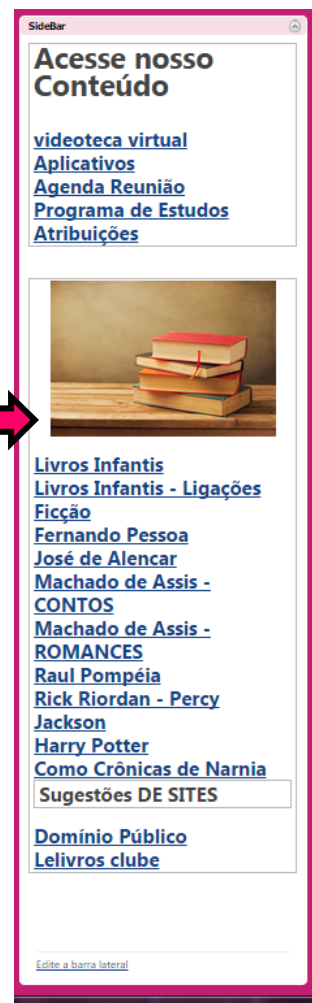 SideBar
Acesse nosso
Conteúdo
videoteca virtual
Aplicativos
Agenda Reunião
Programa de Estudos
Atribuições
Livros Infantis
Livros Infantis - Ligações
Ficção
Fernando Pessoa
José de Alencar
Machado de Assis -
CONTOS
Machado de Assis -
ROMANCES
Raul Pompéia
Rick Riordan - Percy
Jackson
Harry Potter
Como Crônicas de Narnia
Sugestões DE SITES
Domínio Público
Lelivros clube
Edite a barra lateral